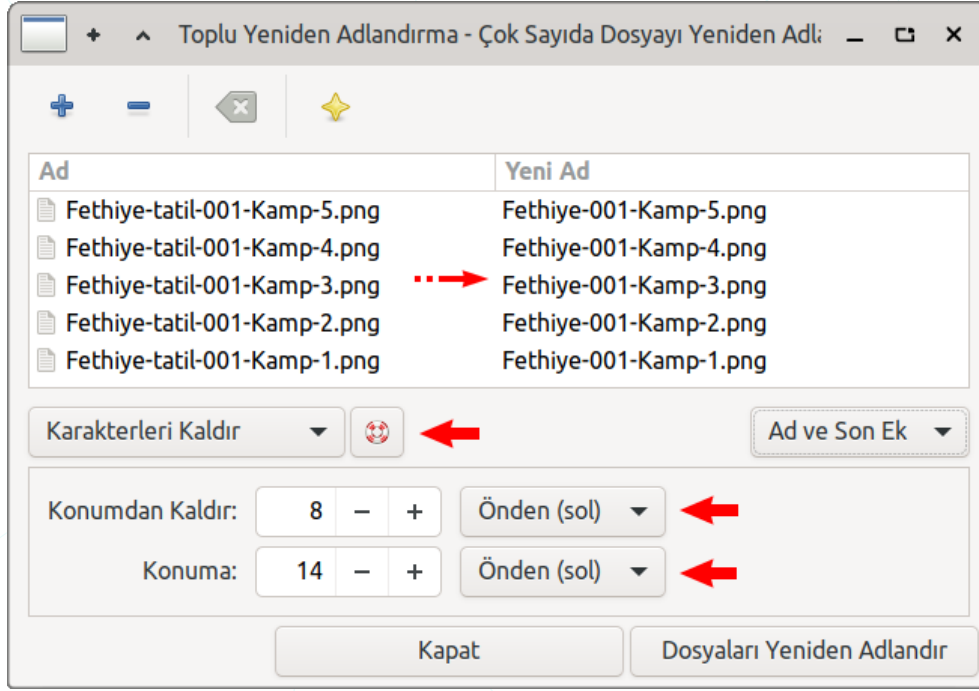 Toplu Yeniden Adlandırma - Çok Sayıda Dosyayı Yeniden
Ad Yeni Ad
Fethiye-tatil-001-Kamp-5.png Fethiye-001-Kamp-5.png
Fethiye-tatil-001-Kamp-4.png Fethiye-001-Kamp-4.png
Fethiye-tatil-001-Kamp-3.png Fethiye-001-Kamp-3.png
Fethiye-tatil-001-Kamp-2.png Fethiye-001-Kamp-2.png
Fethiye-tatil-001-Kamp-1.png Fethiye-001-Kamp-1.png
Karakterleri Kaldır Ad ve Son Ek
Konumdan Kaldır: 8 − + Önden (sol)
Konuma: 14 − + Önden (sol)
Kapat Dosyaları Yeniden Adlandır